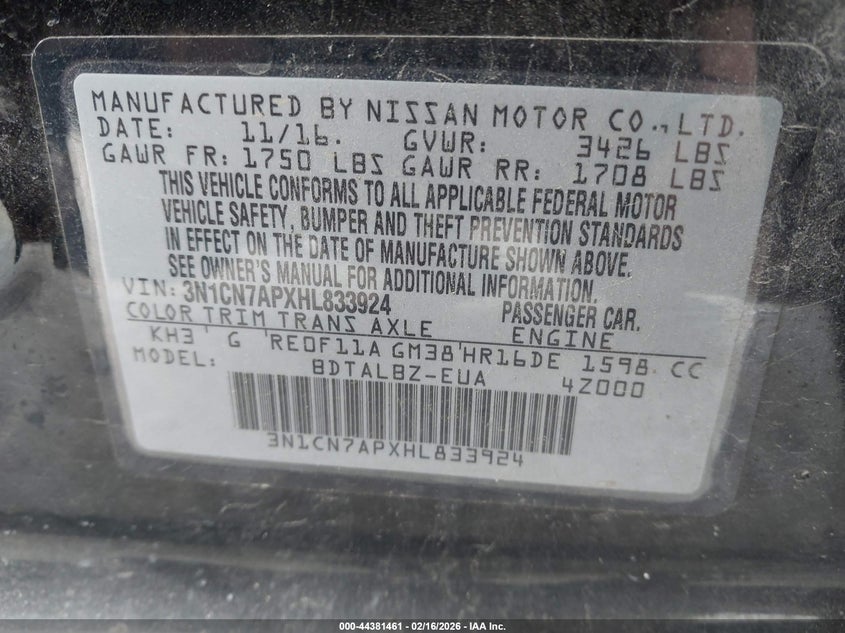 MANUFACTURED BY NISSAN MOTOR CO., LTD.
DATE: 11/16. GVWR: 3426 LBS
GAWR FR: 1750 LBS GAWR RR: 1708 LBS
THIS VEHICLE CONFORMS TO ALL APPLICABLE FEDERAL MOTOR
VEHICLE SAFETY, BUMPER AND THEFT PREVENTION STANDARDS
IN EFFECT ON THE DATE OF MANUFACTURE SHOWN ABOVE.
SEE OWNER'S MANUAL FOR ADDITIONAL INFORMATION.
VIN: 3N1CN7APXHL833924 PASSENGER CAR.
COLOR TRIM TRANS AXLE ENGINE
KH3 G RE0F11A GM38 HR16DE 1598 CC
MODEL: BDTALBZ-EUA 4Z000
3N1CN7APXHL833924
000-44381461 - 02/16/2026 - IAA Inc.